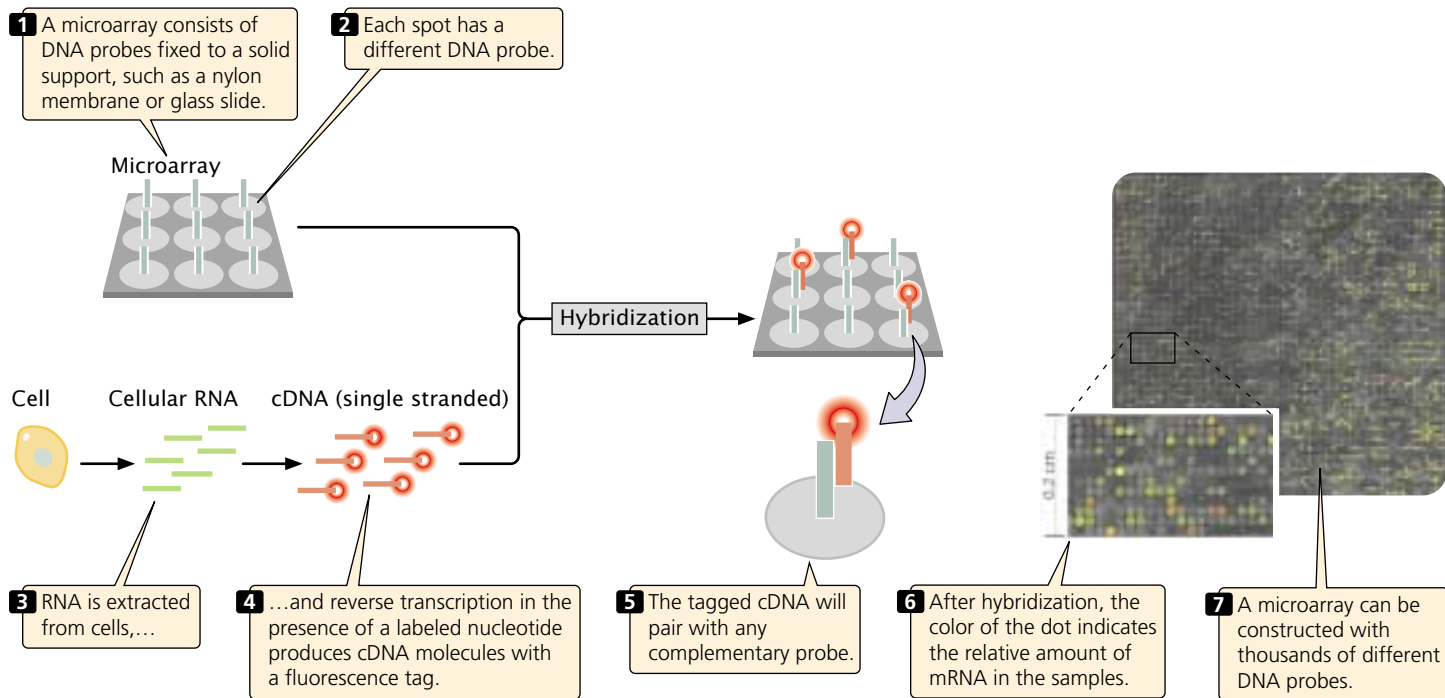 1 A microarray consists of
DNA probes fixed to a solid
support, such as a nylon
membrane or glass slide.
2 Each spot has a
different DNA probe.
Microarray
Hybridization
Cell
Cellular RNA
cDNA (single stranded)
3 RNA is extracted
from cells,…
4 …and reverse transcription in the
presence of a labeled nucleotide
produces cDNA molecules with
a fluorescence tag.
5 The tagged cDNA will
pair with any
complementary probe.
6 After hybridization, the
color of the dot indicates
the relative amount of
mRNA in the samples.
7 A microarray can be
constructed with
thousands of different
DNA probes.
0.2